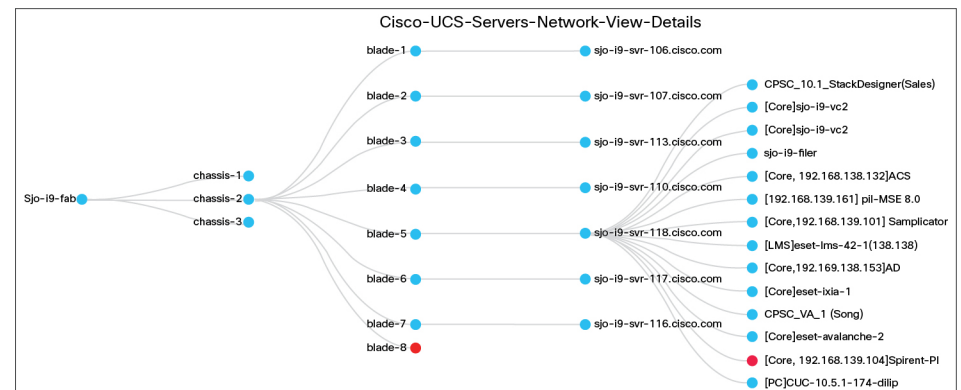 Cisco-UCS-Servers-Network-View-Details
Sjo-i9-fab
chassis-1
chassis-2
chassis-3
blade-1
blade-2
blade-3
blade-4
blade-5
blade-6
blade-7
blade-8
sjo-i9-svr-106.cisco.com
sjo-i9-svr-107.cisco.com
sjo-i9-svr-113.cisco.com
sjo-i9-svr-110.cisco.com
sjo-i9-svr-118.cisco.com
sjo-i9-svr-117.cisco.com
sjo-i9-svr-116.cisco.com
CPSC_10.1_StackDesigner(Sales)
[Core]sjo-i9-vc2
[Core]sjo-i9-vc2
sjo-i9-filer
[Core, 192.168.138.132]ACS
[192.168.139.161] pil-MSE 8.0
[Core,192.168.139.101] Samplicator
[LMS]eset-lms-42-1(138.138)
[Core,192.169.138.153]AD
[Core]eset-ixia-1
CPSC_VA_1 (Song)
[Core]eset-avalanche-2
[Core, 192.168.139.104]Spirent-PI
[PC]CUC-10.5.1-174-dilip